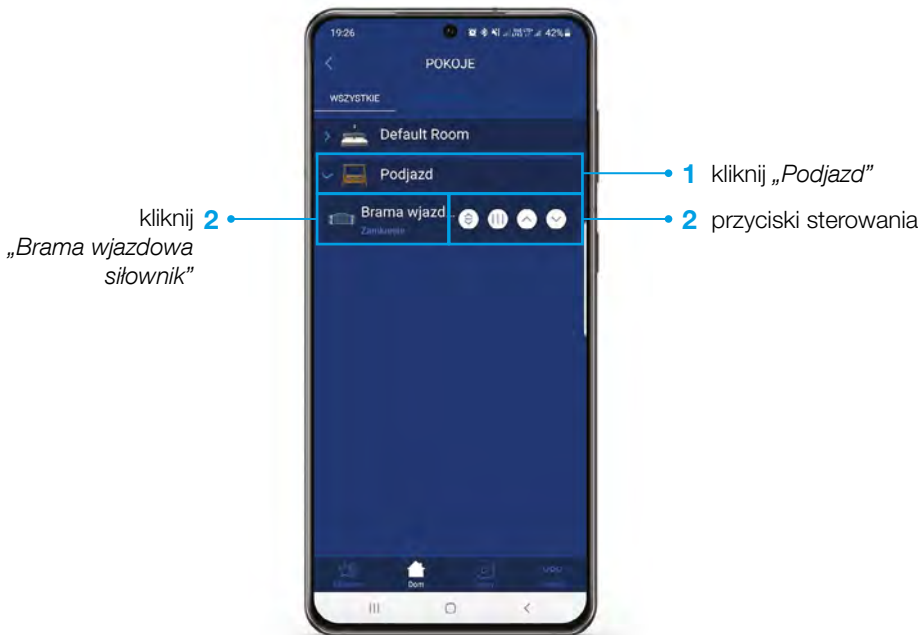 19:26
42%
POKOJE
WSZYSTKIE
Default Room
Podjazd
1 kliknij „Podjazd”
Brama wjazd
Zamknięcie
kliknij 2
„Brama wjazdowa
siłownik”
2 przyciski sterowania
Dom